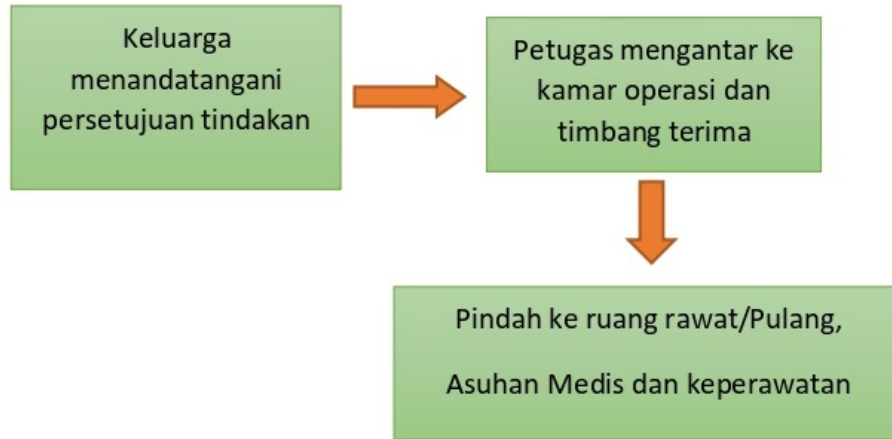 Keluarga
menandatangani
persetujuan tindakan
Petugas mengantar ke
kamar operasi dan
timbang terima
Pindah ke ruang rawat/Pulang,
Asuhan Medis dan keperawatan